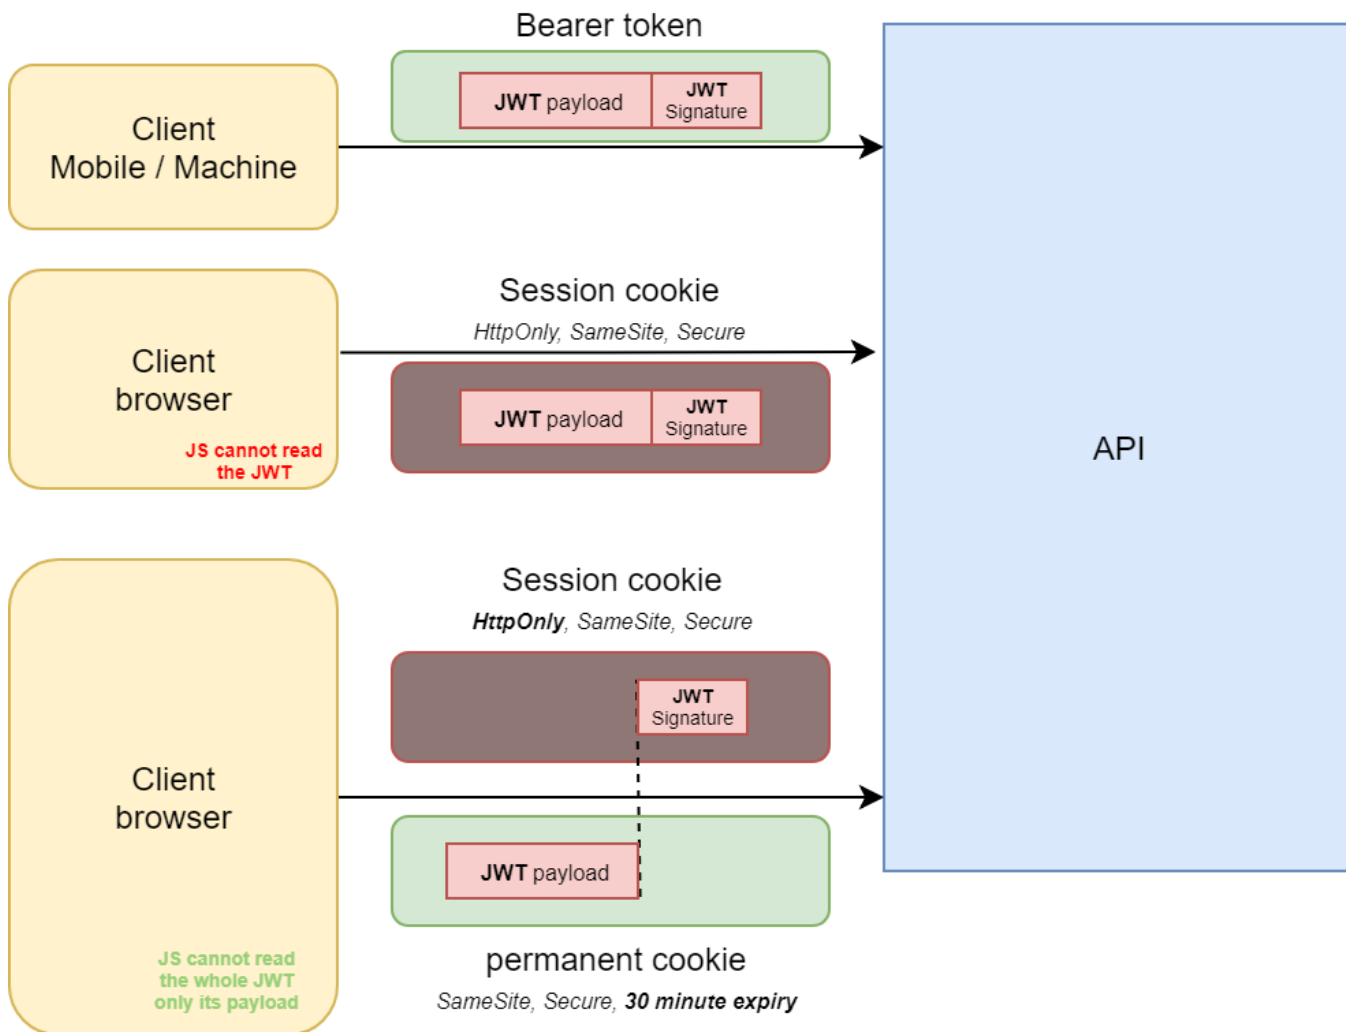 Bearer token
JWT payload
JWT
Signature
Client
Mobile / Machine
Session cookie
HttpOnly, SameSite, Secure
Client
browser
JS cannot read
the JWT
JWT payload
JWT
Signature
API
Session cookie
HttpOnly, SameSite, Secure
JWT
Signature
Client
browser
JWT payload
JS cannot read
the whole JWT
only its payload
permanent cookie
SameSite, Secure, 30 minute expiry